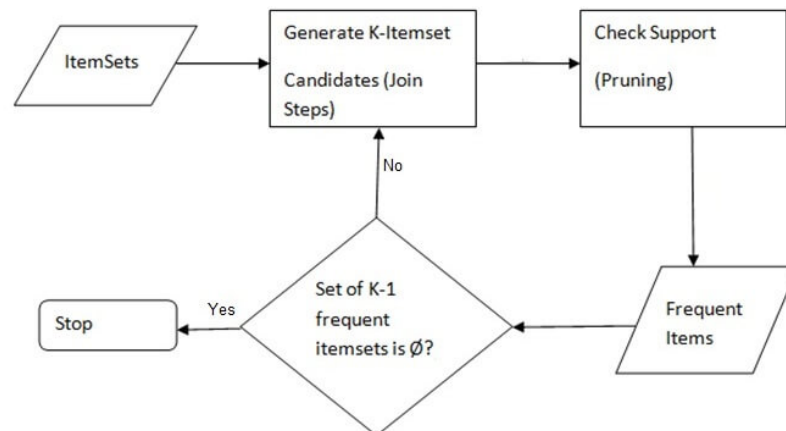 ItemSets
Generate K-Itemset
Candidates (Join
Steps)
Check Support
(Pruning)
No
Set of K-1
frequent
itemsets is Ø?
Yes
Stop
Frequent
Items